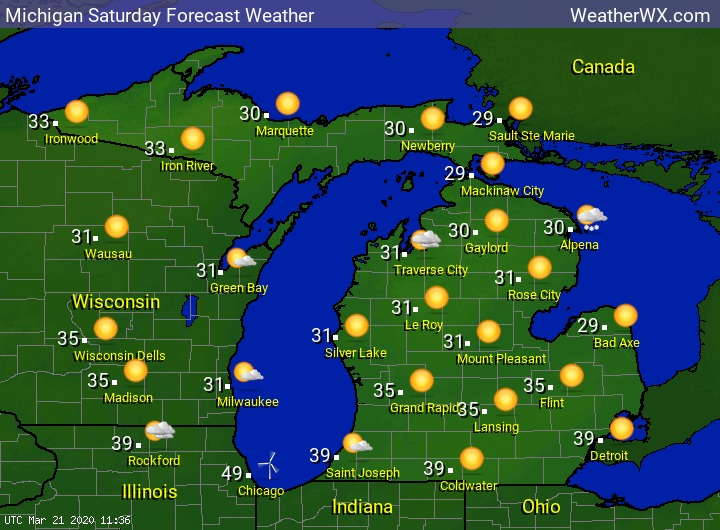 Michigan Saturday Forecast Weather WeatherWX.com
Canada
33 Ironwood
33 Iron River
30 Marquette
30 Newberry
29 Sault Ste Marie
29 Mackinaw City
31 Wausau
31 Green Bay
31 Traverse City
30 Gaylord
30 Alpena
31 Rose City
Wisconsin
31 Le Roy
29 Bad Axe
35 Wisconsin Dells
31 Silver Lake
31 Mount Pleasant
35 Madison
31 Milwaukee
35 Grand Rapids
35 Lansing
35 Flint
39 Rockford
49 Chicago
39 Saint Joseph
39 Coldwater
39 Detroit
Illinois
Indiana
Ohio
UTC Mar 21 2020 11:36